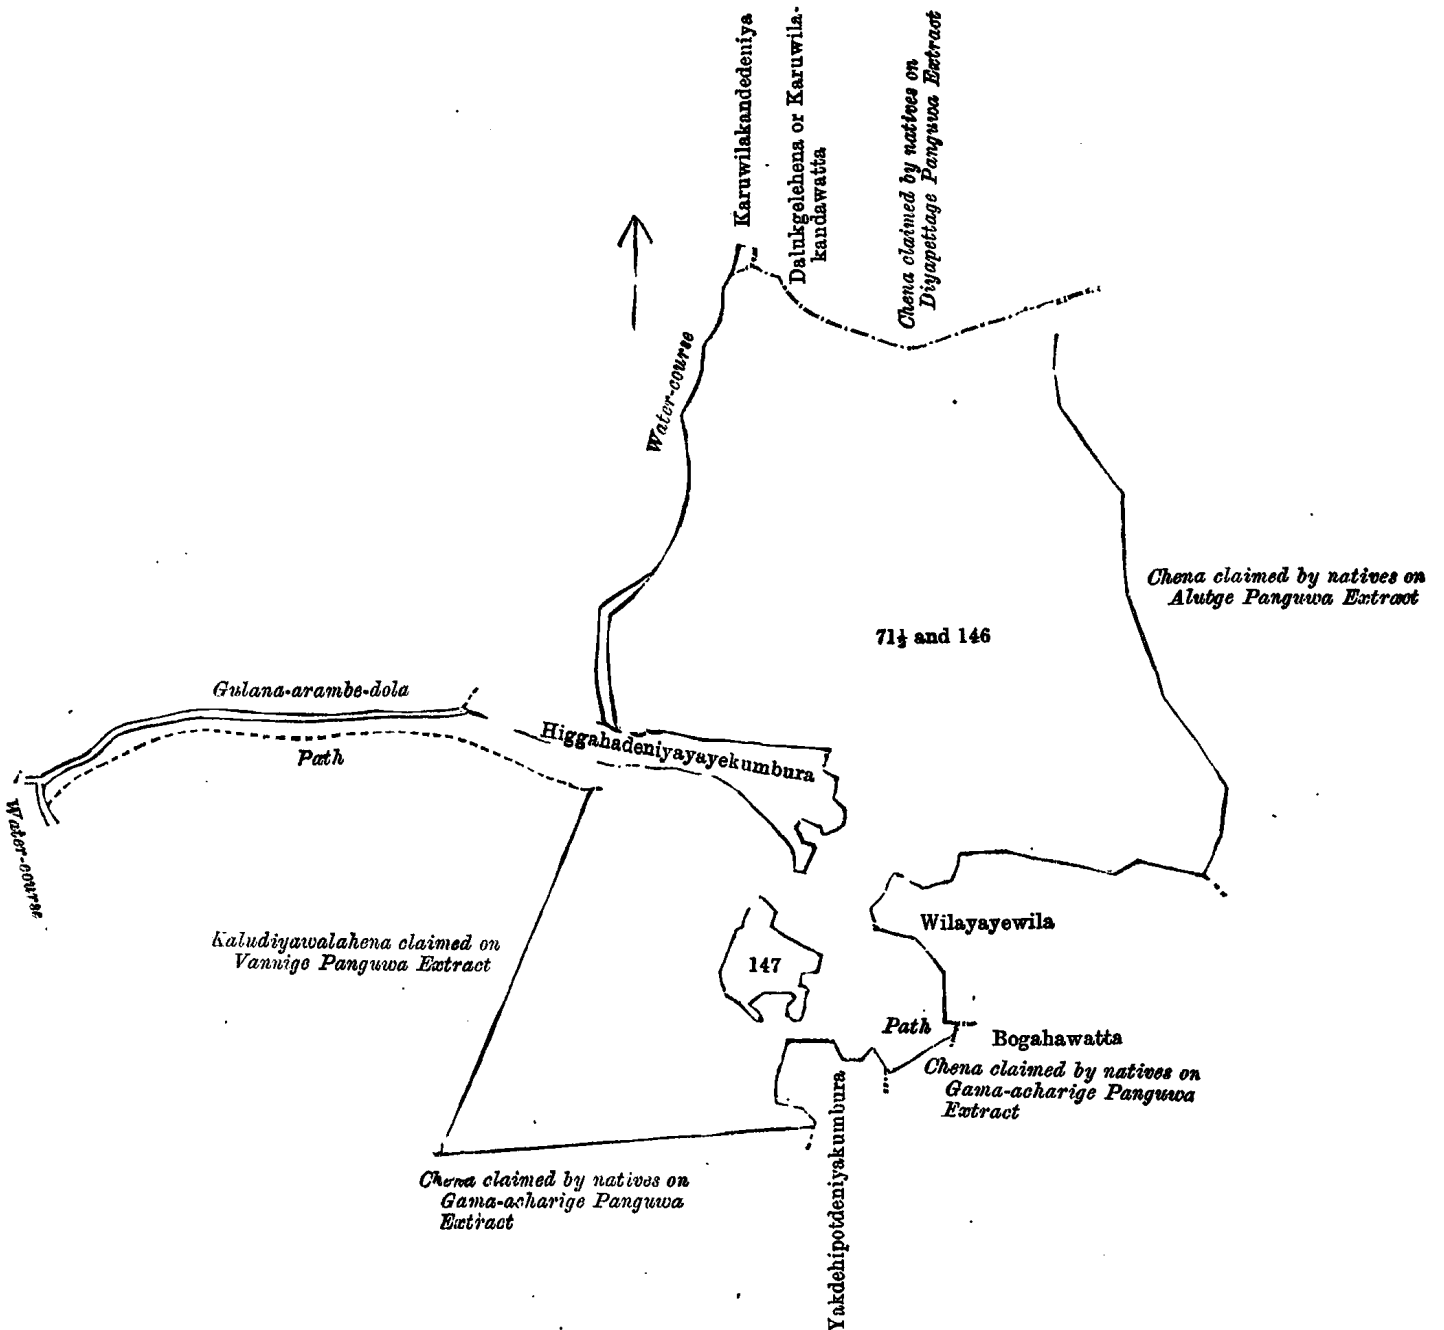 Karuwilakandedeniya
Dalukgelehena or Karuwila-
kandawatta
Chena claimed by natives on
Diyapettage Panguwa Extract
Water-course
Chena claimed by natives on
Alutge Panguwa Extract
71½ and 146
Gulana-arambe-dola
Path
Higgahadeniyayayekumbura
Water-course
Kaludiyawalahena claimed on
Vannige Panguwa Extract
147
Wilayayewila
Path
Bogahawatta
Chena claimed by natives on
Gama-acharige Panguwa
Extract
Yakdehipotdeniyakumbura
Chena claimed by natives on
Gama-acharige Panguwa
Extract